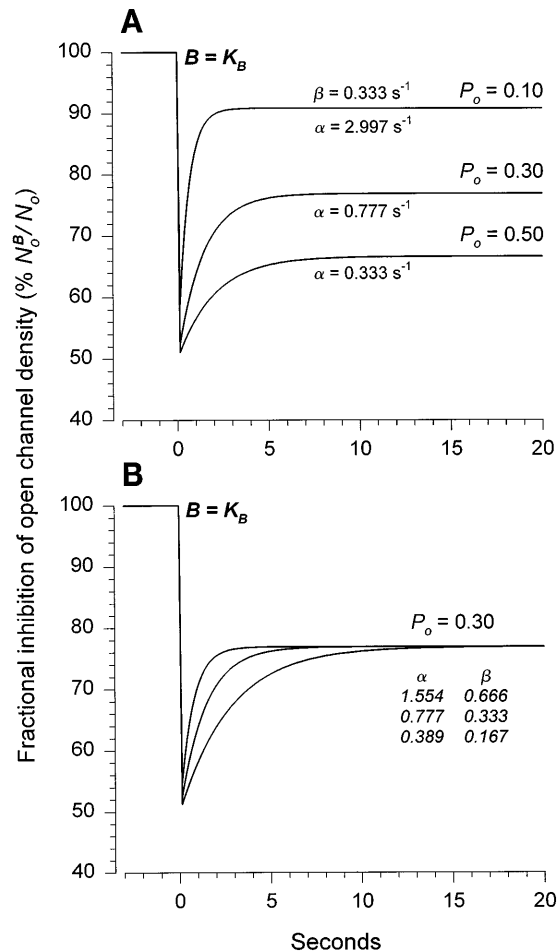 A
Fractional inhibition of open channel density (% N_o^B/ N_o)
100
90
80
70
60
50
40
B = K_B
β = 0.333 s⁻¹
P_o = 0.10
α = 2.997 s⁻¹
P_o = 0.30
α = 0.777 s⁻¹
P_o = 0.50
α = 0.333 s⁻¹
0 5 10 15 20
B
100
90
80
70
60
50
40
B = K_B
P_o = 0.30
α β
1.554 0.666
0.777 0.333
0.389 0.167
0 5 10 15 20
Seconds